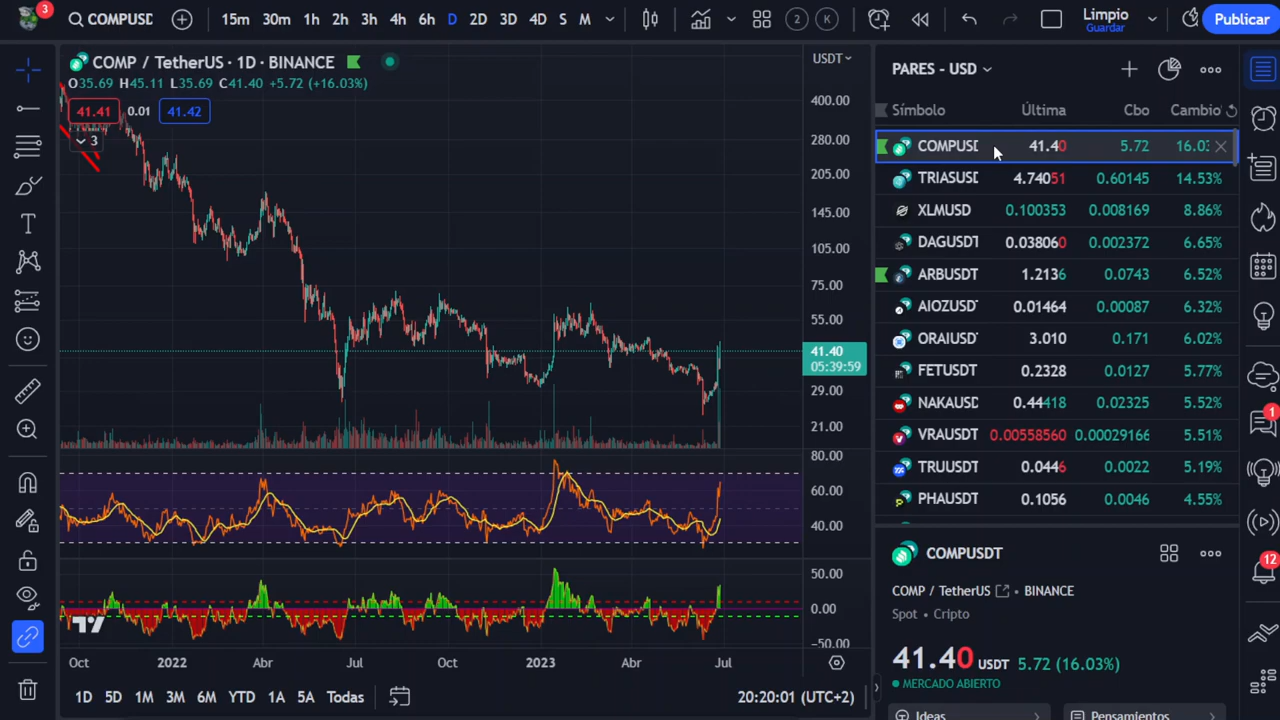 3 COMPUSD 15m 30m 1h 2h 3h 4h 6h D 2D 3D 4D S M 2 K Limpio Guardar Publicar
COMP / TetherUS · 1D · BINANCE
O35.69 H45.11 L35.69 C41.40 +5.72 (+16.03%)
41.41 0.01 41.42
3
USDT
400.00
280.00
205.00
145.00
105.00
75.00
55.00
41.40
05:39:59
29.00
21.00
80.00
60.00
40.00
50.00
0.00
-50.00
Oct 2022 Abr Jul Oct 2023 Abr Jul
1D 5D 1M 3M 6M YTD 1A 5A Todas 20:20:01 (UTC+2)
PARES - USD
Símbolo Última Cbo Cambio
COMPUSD 41.40 5.72 16.03
TRIASUSD 4.74051 0.60145 14.53%
XLMUSD 0.100353 0.008169 8.86%
DAGUSDT 0.038060 0.002372 6.65%
ARBUSDT 1.2136 0.0743 6.52%
AIOZUSD 0.01464 0.00087 6.32%
ORAIUSD 3.010 0.171 6.02%
FETUSDT 0.2328 0.0127 5.77%
NAKAUSD 0.44418 0.02325 5.52%
VRAUSDT 0.00558560 0.00029166 5.51%
TRUUSDT 0.0446 0.0022 5.19%
PHAUSDT 0.1056 0.0046 4.55%
COMPUSDT
COMP / TetherUS • BINANCE
Spot • Cripto
41.40 USDT 5.72 (16.03%)
MERCADO ABIERTO
Ideas Pensamientos
1
12